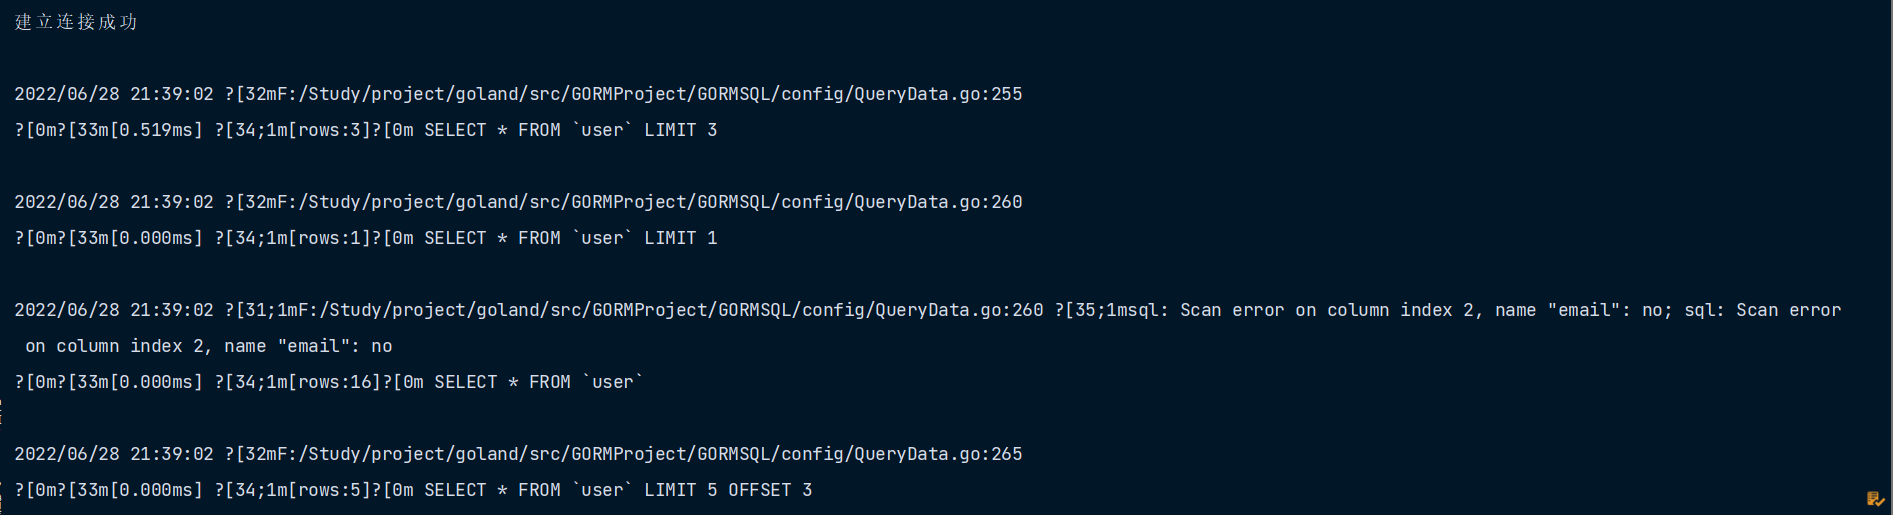 建立连接成功
2022/06/28 21:39:02 ?[32mF:/Study/project/goland/src/GORMProject/GORMSQL/config/QueryData.go:255
?[0m?[33m[0.519ms] ?[34;1m[rows:3]?[0m SELECT * FROM `user` LIMIT 3
2022/06/28 21:39:02 ?[32mF:/Study/project/goland/src/GORMProject/GORMSQL/config/QueryData.go:260
?[0m?[33m[0.000ms] ?[34;1m[rows:1]?[0m SELECT * FROM `user` LIMIT 1
2022/06/28 21:39:02 ?[31;1mF:/Study/project/goland/src/GORMProject/GORMSQL/config/QueryData.go:260 ?[35;1msql: Scan error on column index 2, name "email": no; sql: Scan error
on column index 2, name "email": no
?[0m?[33m[0.000ms] ?[34;1m[rows:16]?[0m SELECT * FROM `user`
2022/06/28 21:39:02 ?[32mF:/Study/project/goland/src/GORMProject/GORMSQL/config/QueryData.go:265
?[0m?[33m[0.000ms] ?[34;1m[rows:5]?[0m SELECT * FROM `user` LIMIT 5 OFFSET 3